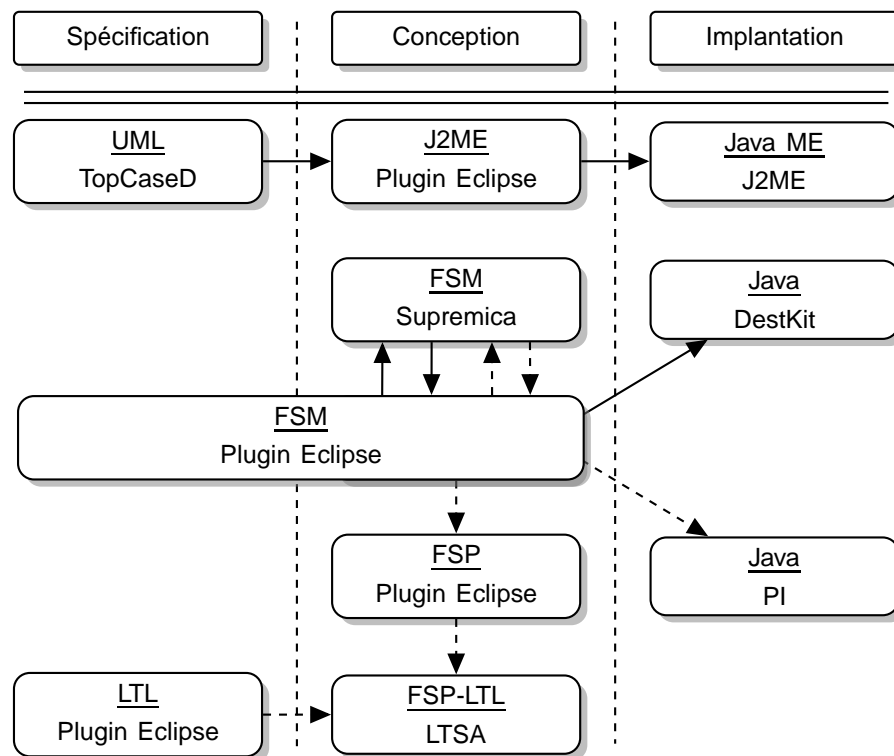 Spécification
Conception
Implantation
UML
TopCaseD
J2ME
Plugin Eclipse
Java ME
J2ME
FSM
Supremica
Java
DestKit
FSM
Plugin Eclipse
FSP
Plugin Eclipse
Java
PI
LTL
Plugin Eclipse
FSP-LTL
LTSA